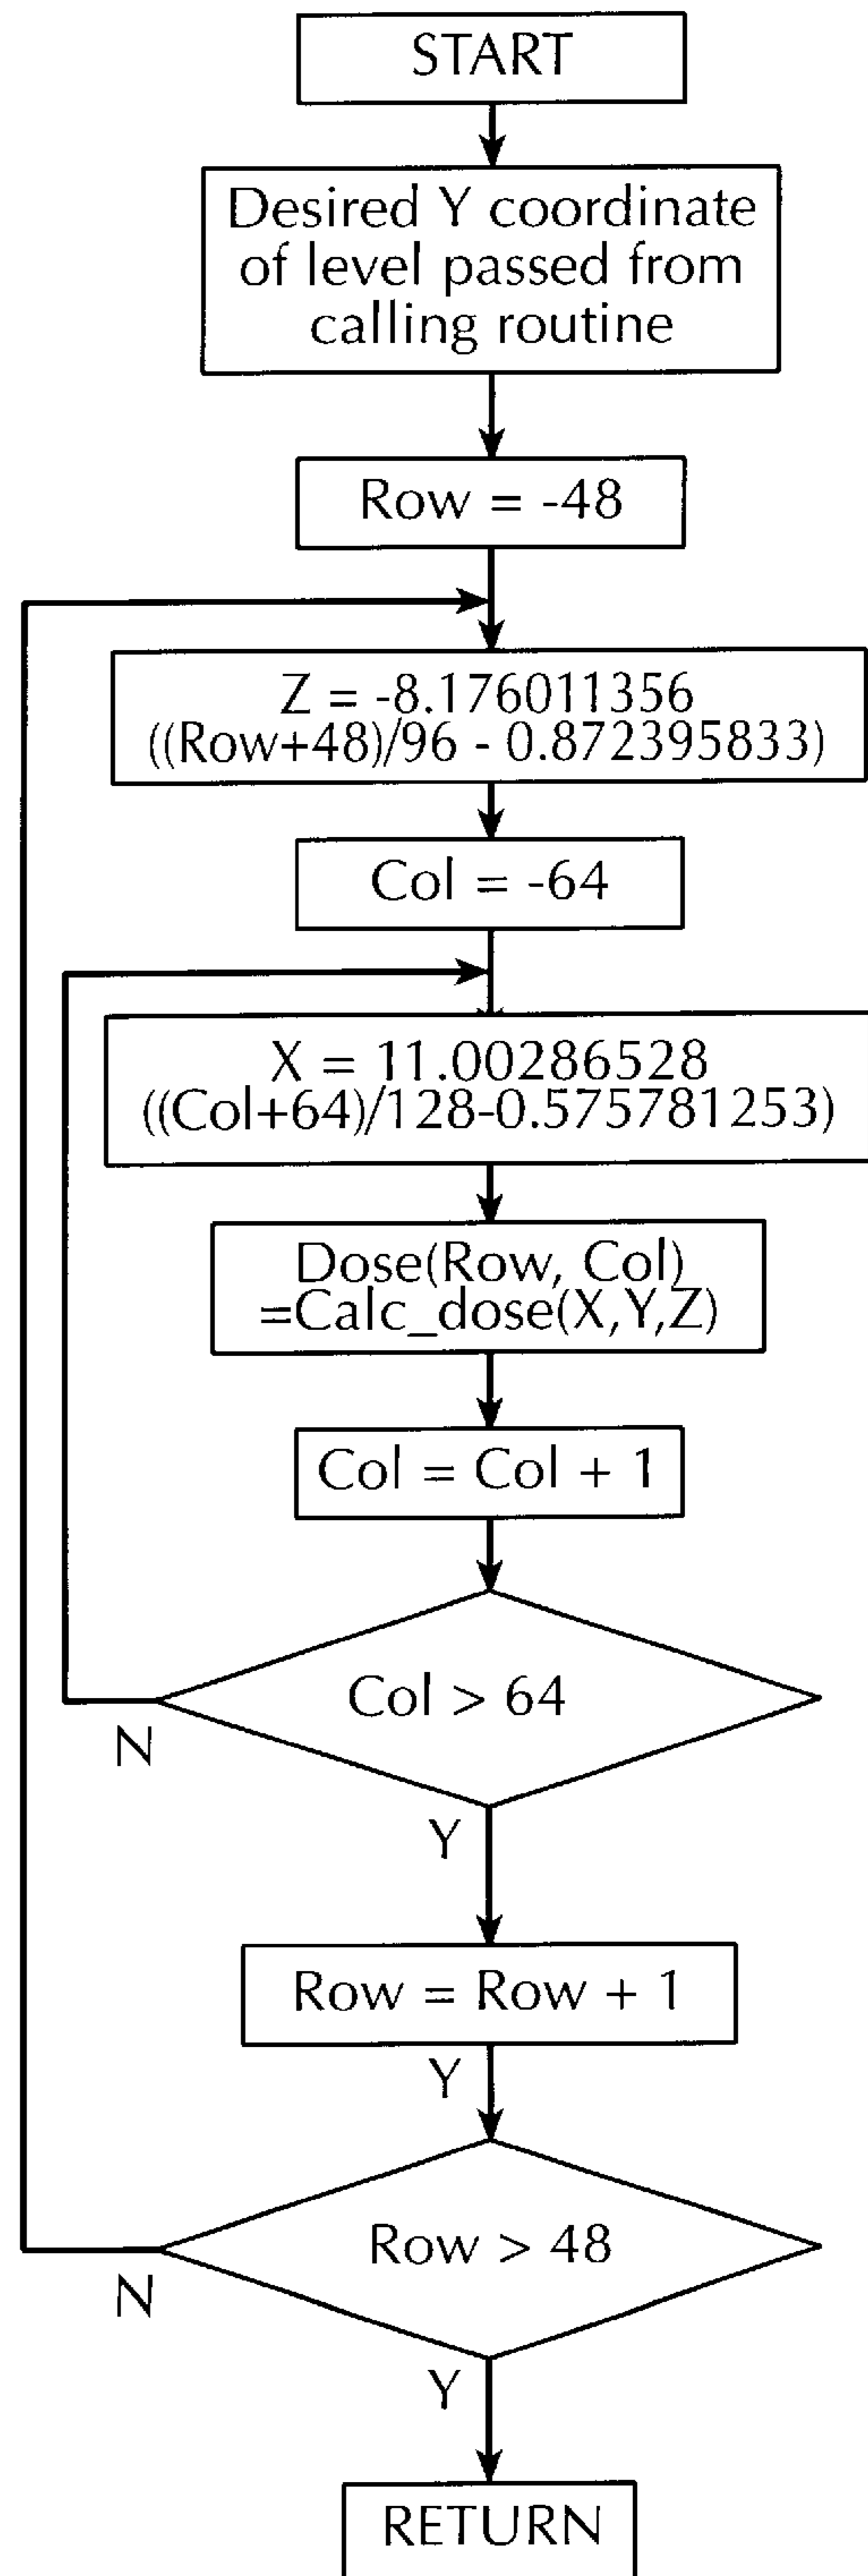 START
Desired Y coordinate
of level passed from
calling routine
Row = -48
Z = -8.176011356
((Row+48)/96 - 0.872395833)
Col = -64
X = 11.00286528
((Col+64)/128-0.575781253)
Dose(Row, Col)
=Calc_dose(X,Y,Z)
Col = Col + 1
Col > 64
N
Y
Row = Row + 1
Y
Row > 48
N
Y
RETURN